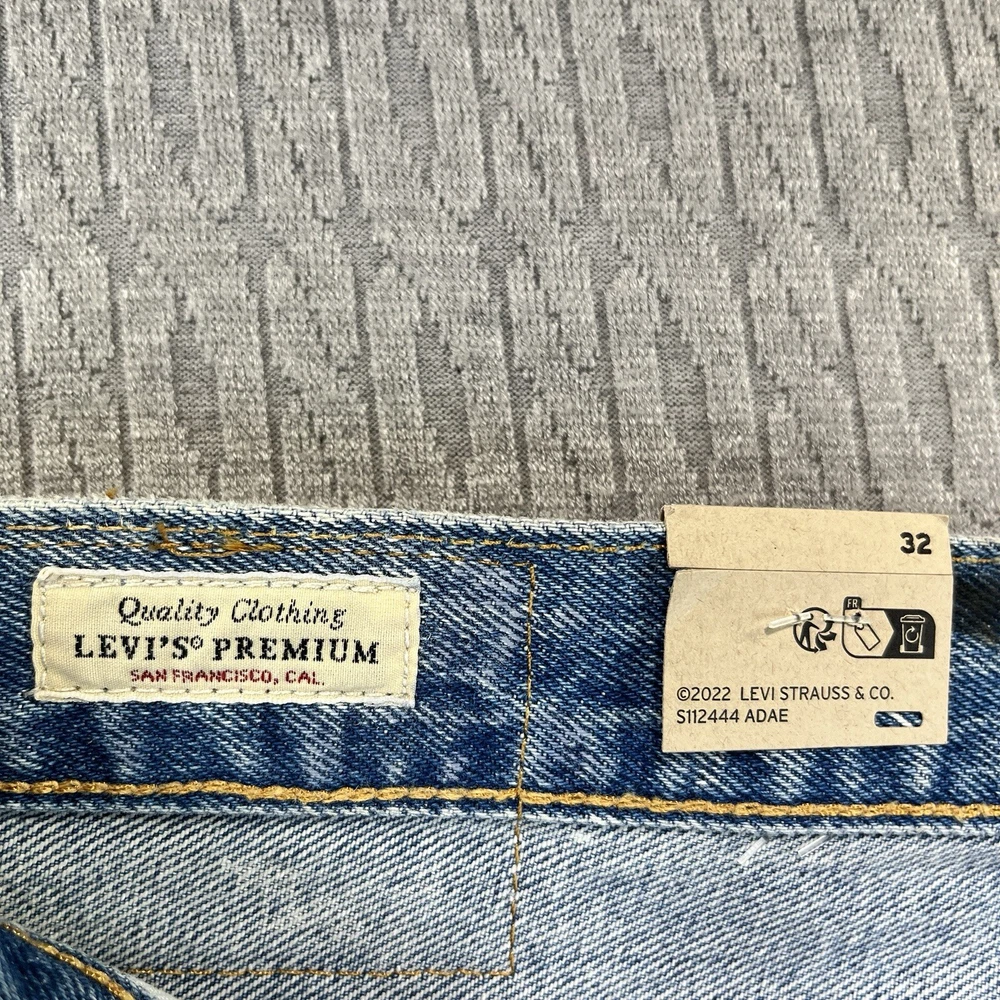 Quality Clothing
LEVI'S® PREMIUM
SAN FRANCISCO, CAL.
32
FR
©2022 LEVI STRAUSS & CO.
S112444 ADAE